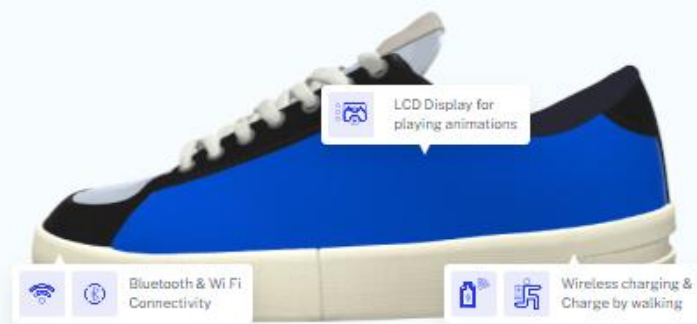 LCD Display for
playing animations
Bluetooth & Wi Fi
Connectivity
Wireless charging &
Charge by walking